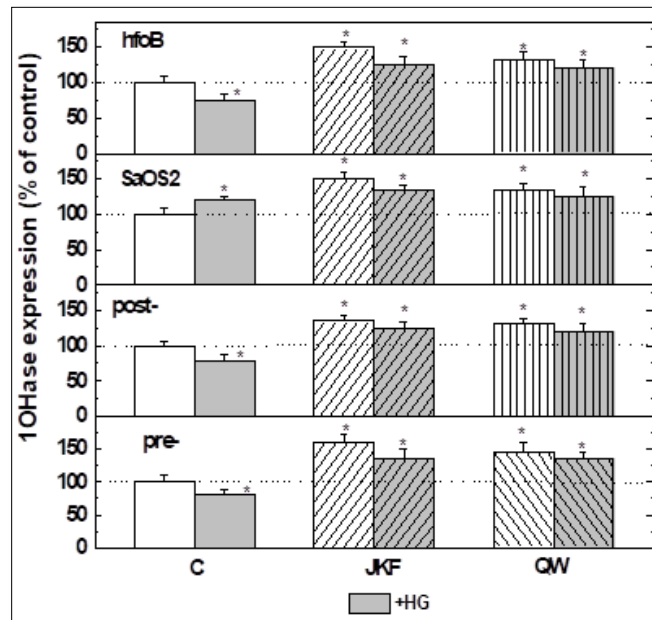 1OHase expression (% of control)
hfoB
150
100
50
0
* * * * *
SaOS2
150
100
50
0
* * * * *
post-
150
100
50
0
* * * * *
pre-
150
100
50
0
* * * * *
C JKF QW
+HG